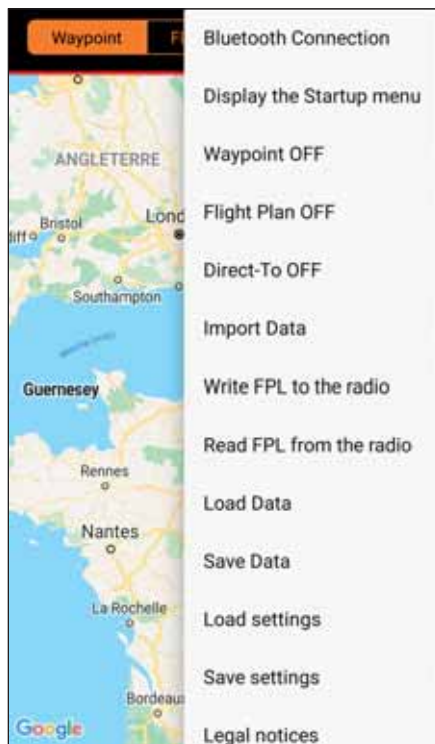 Waypoint
Bluetooth Connection
Display the Startup menu
Waypoint OFF
Flight Plan OFF
Direct-To OFF
Import Data
Write FPL to the radio
Read FPL from the radio
Load Data
Save Data
Load settings
Save settings
Legal notices
ANGLETERRE
Bristol
Lond
diff
Southampton
Guernesey
Rennes
Nantes
La Rochelle
Bordeau
Google